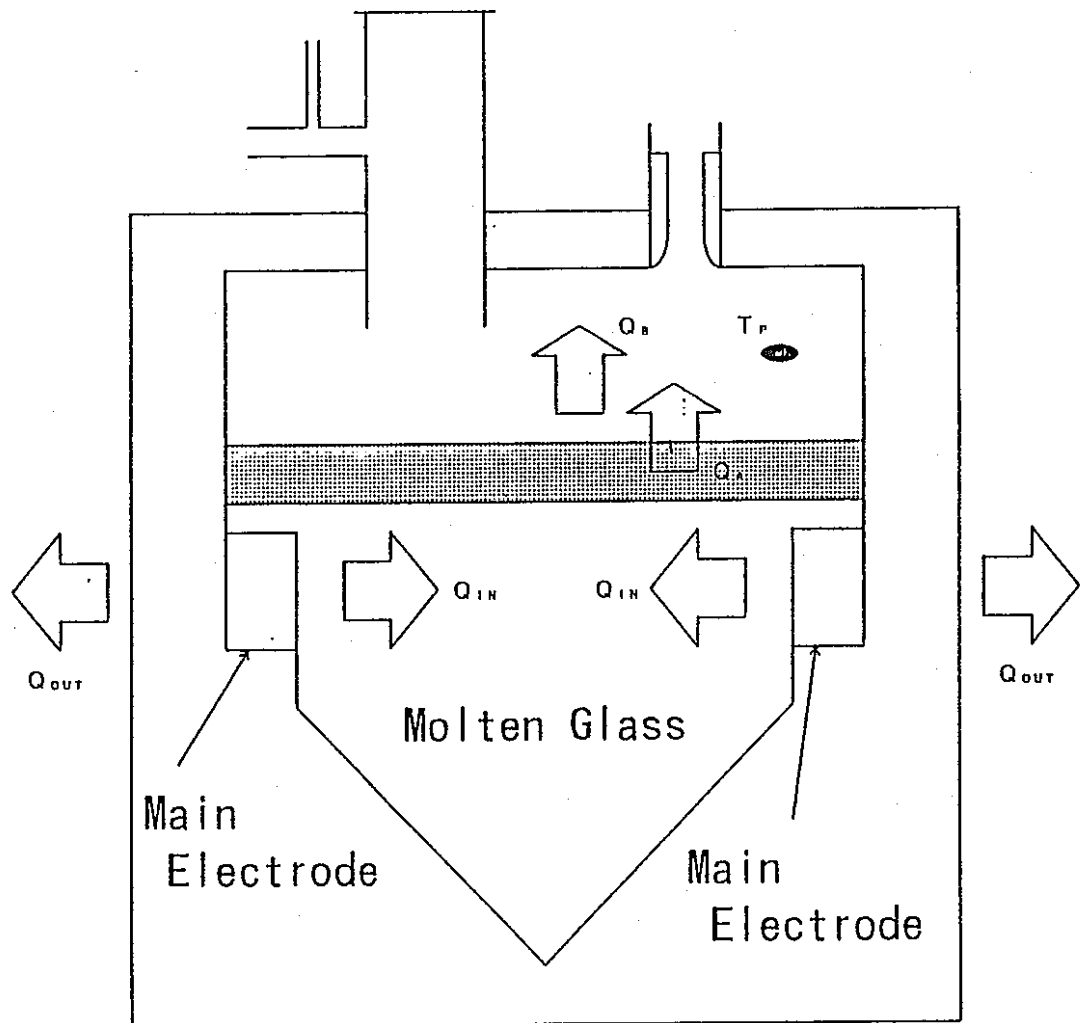 Q_B
T_P
Q_A
Q_IN
Q_IN
Q_OUT
Q_OUT
Molten Glass
Main
Electrode
Main
Electrode